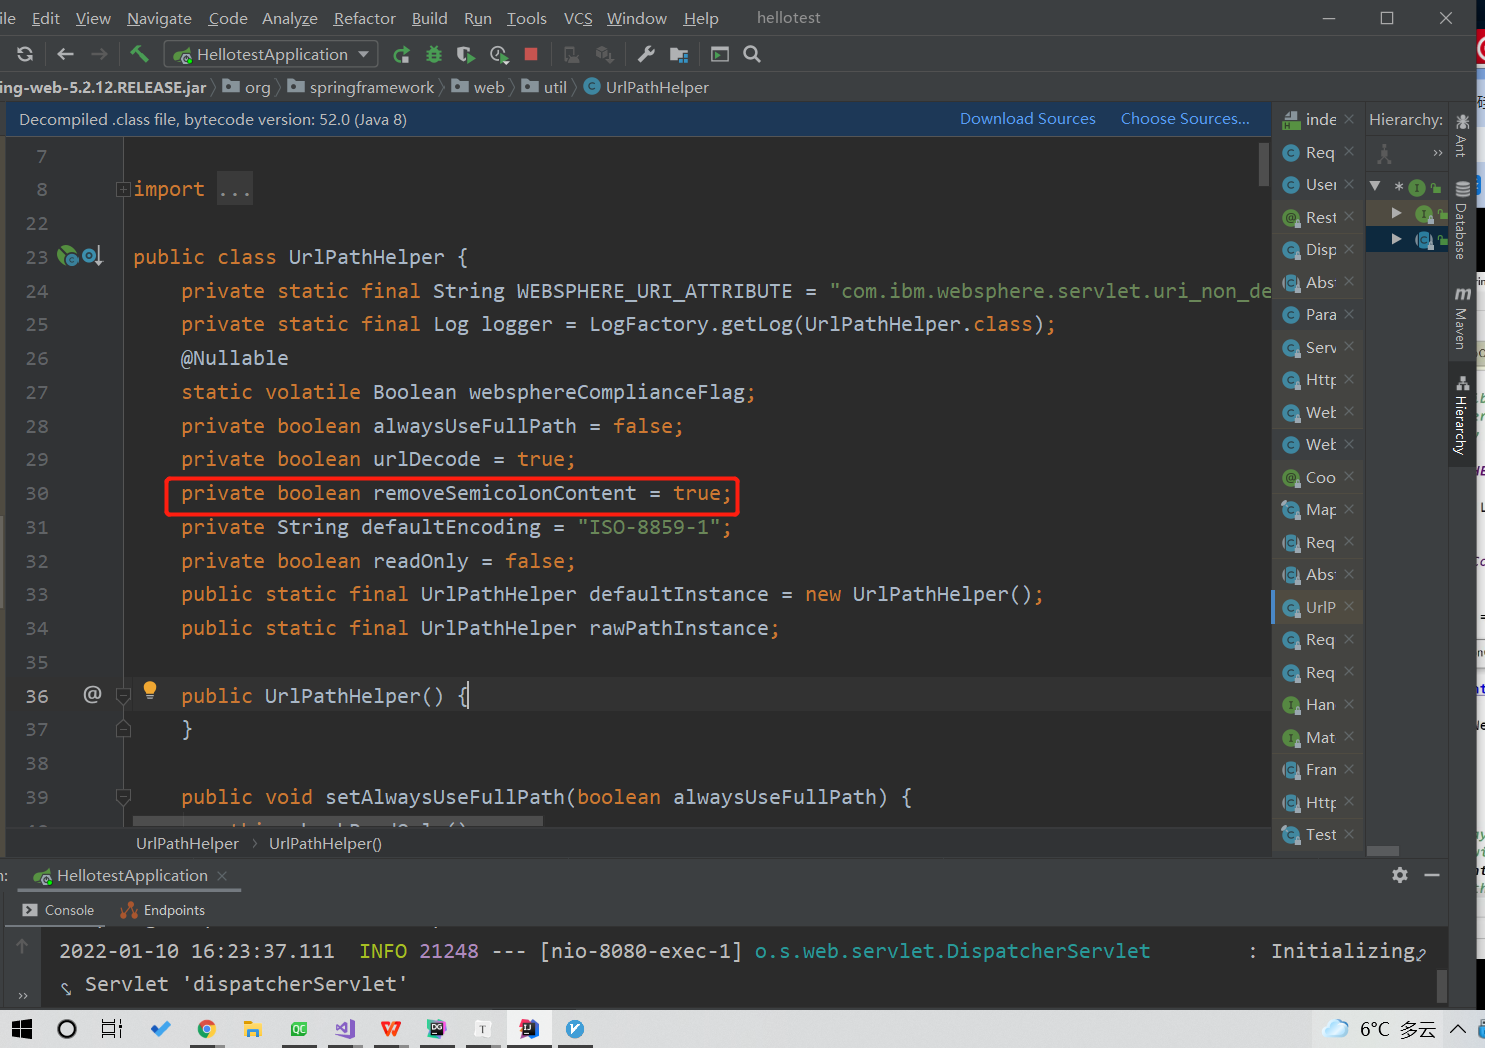 Edit View Navigate Code Analyze Refactor Build Run Tools VCS Window Help hellotest
HellotestApplication
ing-web-5.2.12.RELEASE.jar org springframework web util UrlPathHelper
Decompiled .class file, bytecode version: 52.0 (Java 8) Download Sources Choose Sources...
7
8 import ...
22
23 public class UrlPathHelper {
24 private static final String WEBSPHERE_URI_ATTRIBUTE = "com.ibm.websphere.servlet.uri_non_de
25 private static final Log logger = LogFactory.getLog(UrlPathHelper.class);
26 @Nullable
27 static volatile Boolean websphereComplianceFlag;
28 private boolean alwaysUseFullPath = false;
29 private boolean urlDecode = true;
30 private boolean removeSemicolonContent = true;
31 private String defaultEncoding = "ISO-8859-1";
32 private boolean readOnly = false;
33 public static final UrlPathHelper defaultInstance = new UrlPathHelper();
34 public static final UrlPathHelper rawPathInstance;
35
36 @ public UrlPathHelper() {
37 }
38
39 public void setAlwaysUseFullPath(boolean alwaysUseFullPath) {
UrlPathHelper › UrlPathHelper()
inde
Req
User
Rest
Disp
Abs
Para
Serv
Http
Web
Web
Coo
Map
Req
Abs
UrlP
Req
Req
Han
Mat
Fran
Http
Test
Hierarchy:
Ant
Database
Maven
Hierarchy
HellotestApplication
Console Endpoints
2022-01-10 16:23:37.111 INFO 21248 --- [nio-8080-exec-1] o.s.web.servlet.DispatcherServlet : Initializing
Servlet 'dispatcherServlet'
6°C 多云